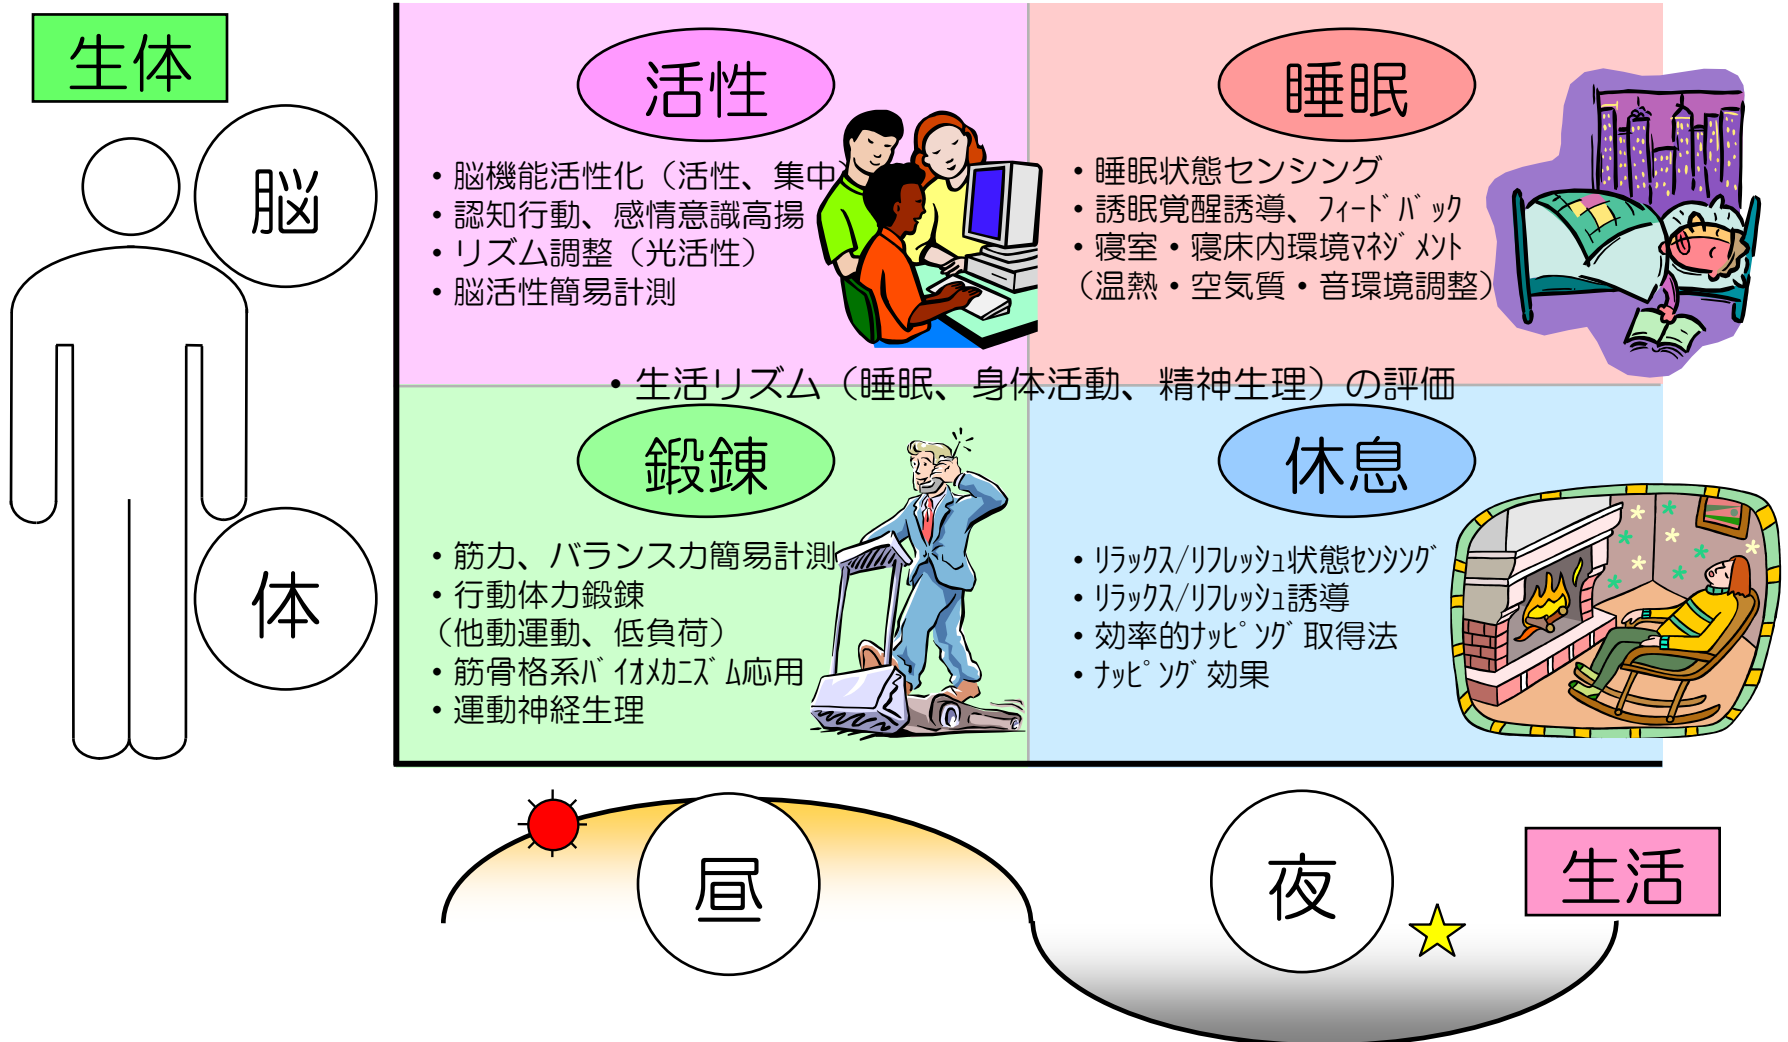 生体
脳
体
活性
・脳機能活性化（活性、集中）
・認知行動、感情意識高揚
・リズム調整（光活性）
・脳活性簡易計測
睡眠
・睡眠状態センシング
・誘眠覚醒誘導、ﾌｨｰﾄﾞﾊﾞｯｸ
・寝室・寝床内環境ﾏﾈｼﾞﾒﾝﾄ
（温熱・空気質・音環境調整）
・生活リズム（睡眠、身体活動、精神生理）の評価
鍛錬
・筋力、バランス力簡易計測
・行動体力鍛錬
（他動運動、低負荷）
・筋骨格系ﾊﾞｲｵﾒｶﾆｽﾞﾑ応用
・運動神経生理
休息
・ﾘﾗｯｸｽ/ﾘﾌﾚｯｼｭ状態ｾﾝｼﾝｸﾞ
・ﾘﾗｯｸｽ/ﾘﾌﾚｯｼｭ誘導
・効率的ﾅｯﾋﾟﾝｸﾞ取得法
・ﾅｯﾋﾟﾝｸﾞ効果
昼
夜
生活